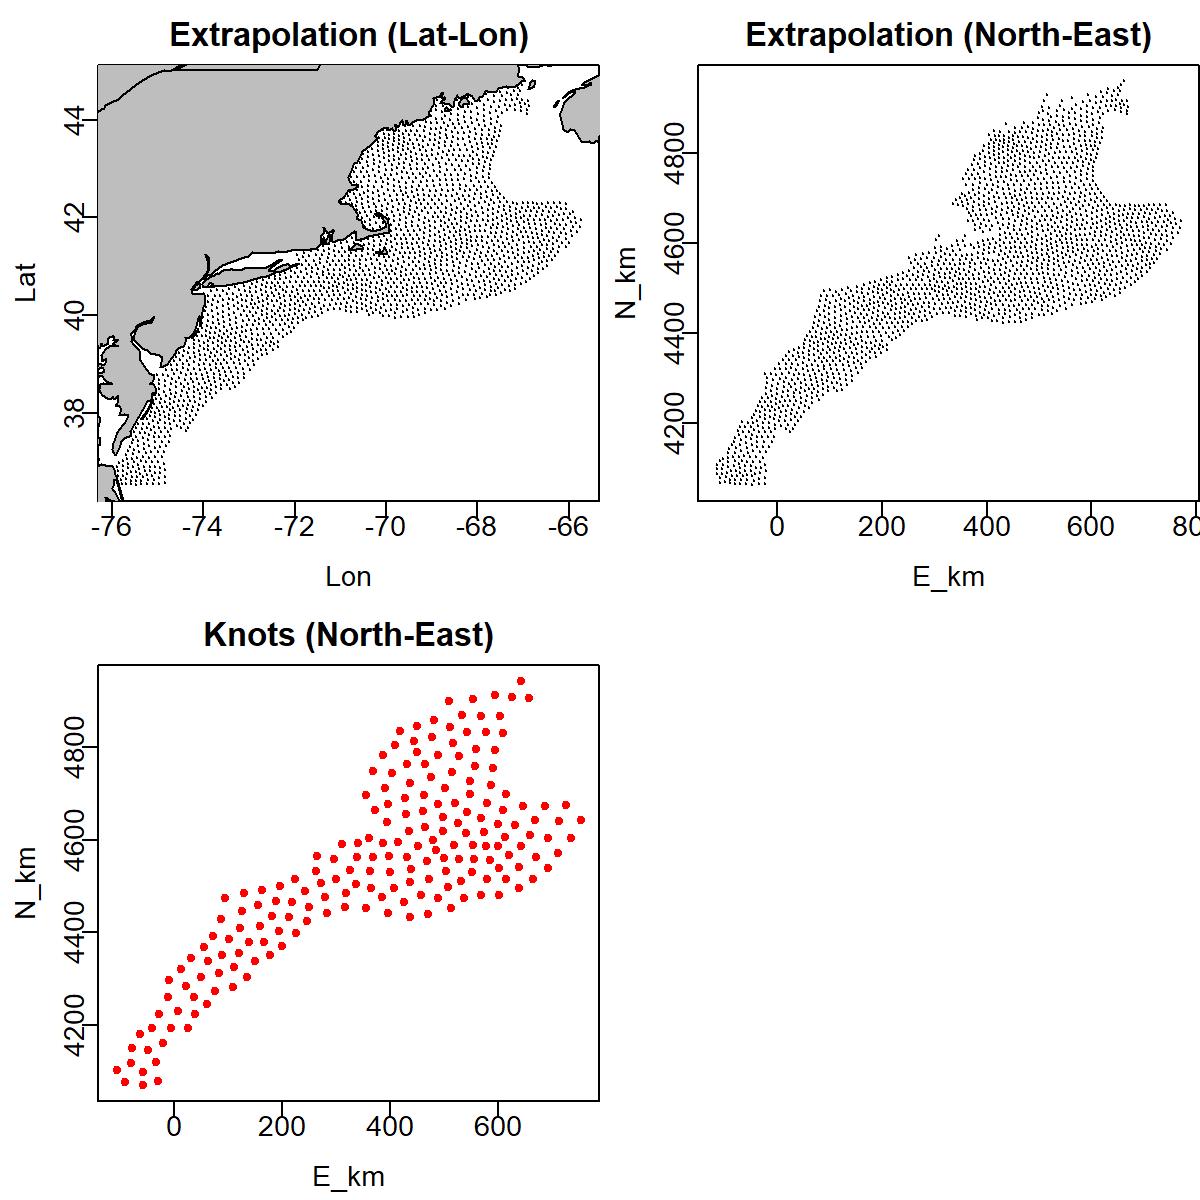 Extrapolation (Lat-Lon)
44
42
40
38
Lat
-76 -74 -72 -70 -68 -66
Lon
Extrapolation (North-East)
4800
4600
4400
4200
N_km
0 200 400 600 80
E_km
Knots (North-East)
4800
4600
4400
4200
N_km
0 200 400 600
E_km